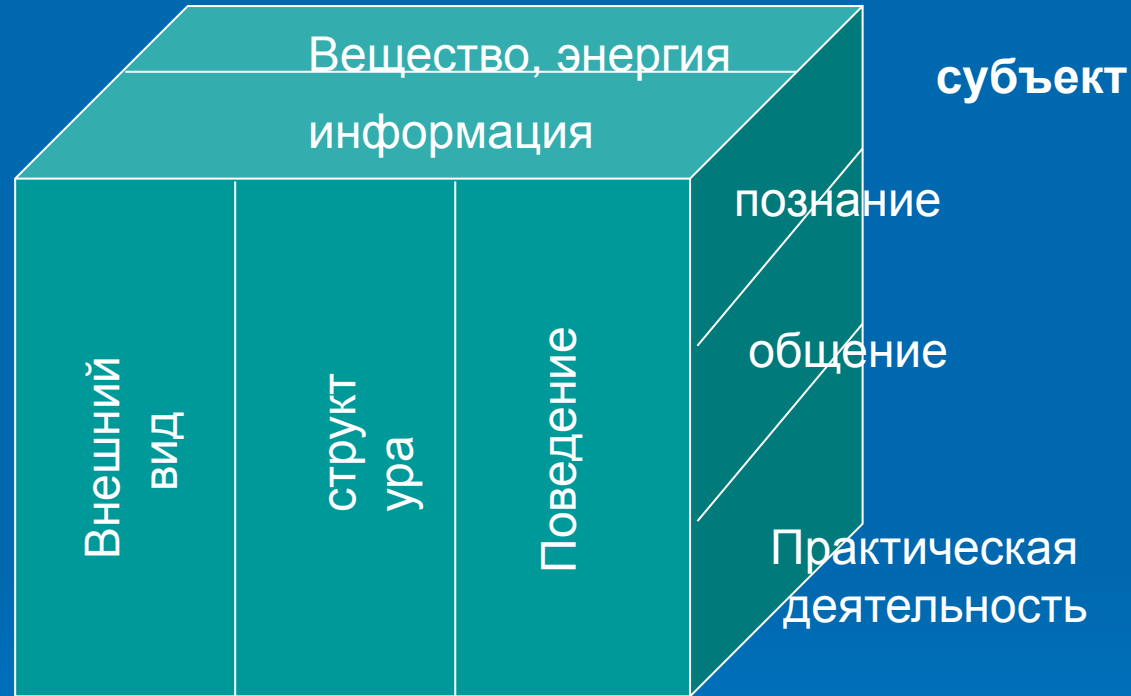 Вещество, энергия
субъект
информация
познание
общение
Внешний
вид
структ
ура
Поведение
Практическая
деятельность